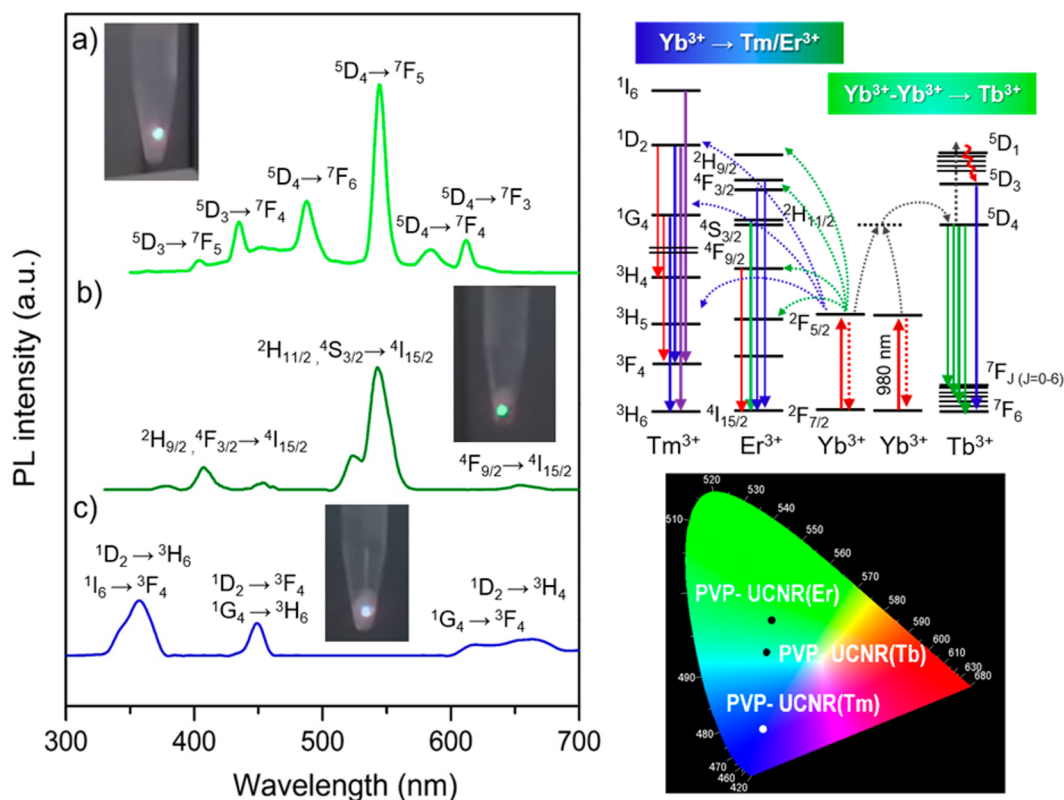 a)
⁵D₄→⁷F₅
⁵D₄→⁷F₆
⁵D₄→⁷F₃
⁵D₃→⁷F₄
⁵D₄→⁷F₄
⁵D₃→⁷F₅
b)
²H₁₁/₂ ,⁴S₃/₂→⁴I₁₅/₂
²H₉/₂ ,⁴F₃/₂→⁴I₁₅/₂
⁴F₉/₂→⁴I₁₅/₂
c)
¹D₂→³H₆
¹I₆→³F₄
¹D₂→³F₄
¹G₄→³H₆
¹D₂→³H₄
¹G₄→³F₄
PL intensity (a.u.)
300 400 500 600 700
Wavelength (nm)
Yb³⁺ → Tm/Er³⁺
Yb³⁺-Yb³⁺ → Tb³⁺
¹I₆
¹D₂
¹G₄
³H₄
³H₅
³F₄
³H₆
Tm³⁺
²H₉/₂
⁴F₃/₂
²H₁₁/₂
⁴S₃/₂
⁴F₉/₂
⁴I₁₅/₂
Er³⁺
²F₅/₂
²F₇/₂
Yb³⁺
980 nm
Yb³⁺
⁵D₁
⁵D₃
⁵D₄
⁷F_J (J=0-6)
⁷F₆
Tb³⁺
520
530
540
550
560
570
580
590
600
610
630
680
510
490
480
470
460
420
PVP- UCNR(Er)
PVP- UCNR(Tb)
PVP- UCNR(Tm)